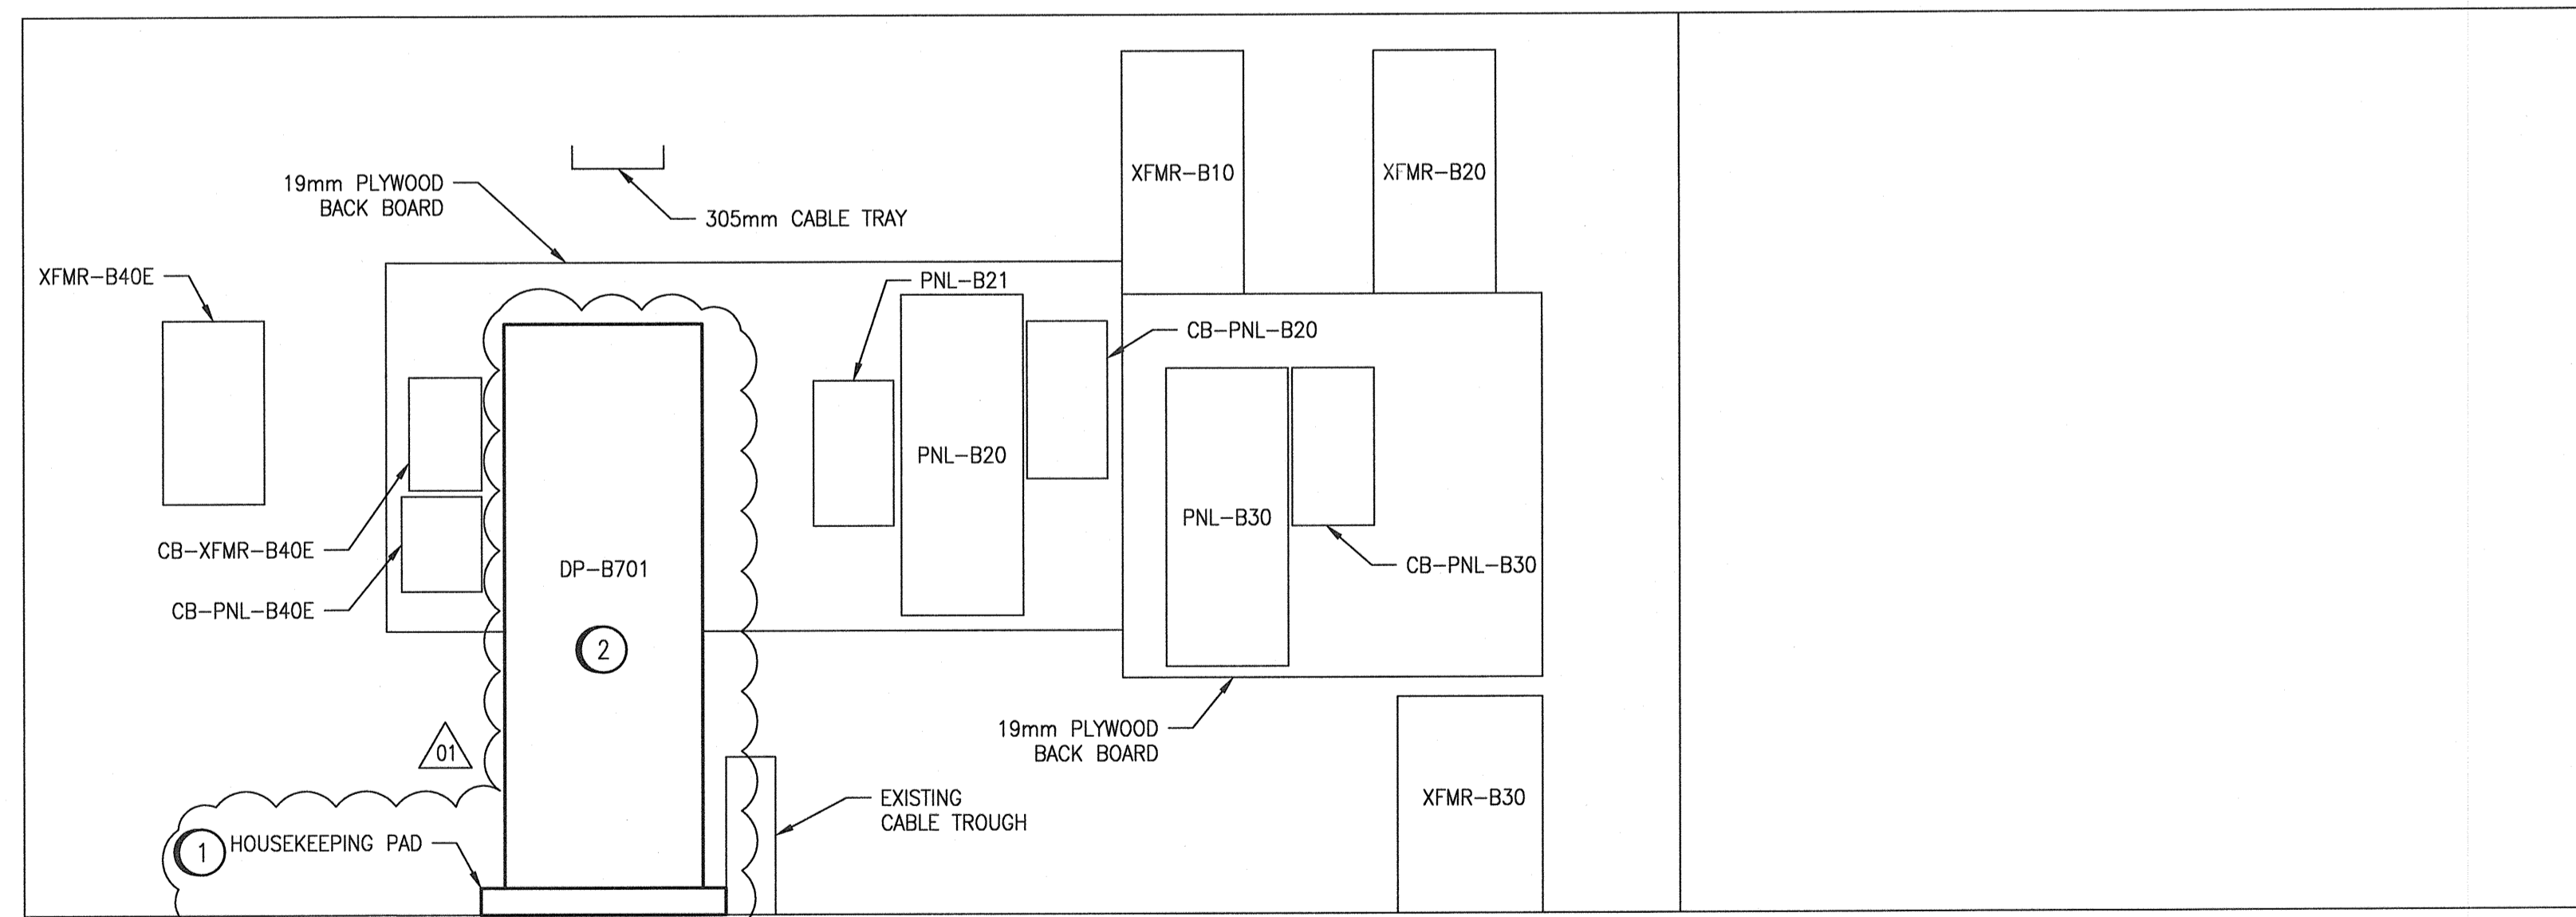 XFMR-B10
XFMR-B20
19mm PLYWOOD
BACK BOARD
305mm CABLE TRAY
XFMR-B40E
PNL-B21
CB-PNL-B20
PNL-B20
PNL-B30
CB-XFMR-B40E
DP-B701
CB-PNL-B30
CB-PNL-B40E
2
19mm PLYWOOD
BACK BOARD
01
EXISTING
CABLE TROUGH
XFMR-B30
1
HOUSEKEEPING PAD